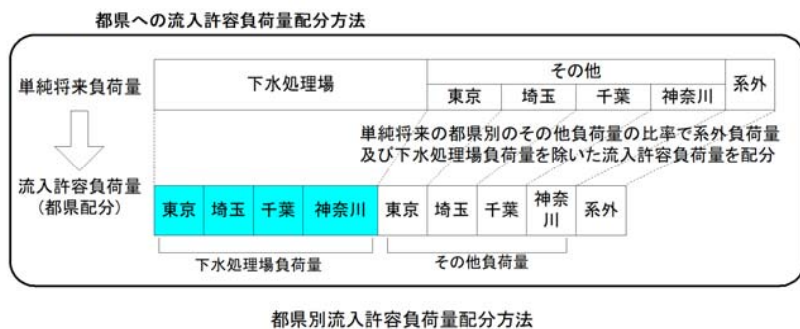 都県への流入許容負荷量配分方法
単純将来負荷量
下水処理場
その他
系外
東京
埼玉
千葉
神奈川
単純将来の都県別のその他負荷量の比率で系外負荷量
及び下水処理場負荷量を除いた流入許容負荷量を配分
流入許容負荷量
(都県配分)
東京
埼玉
千葉
神奈川
東京
埼玉
千葉
神奈
川
系外
下水処理場負荷量
その他負荷量
都県別流入許容負荷量配分方法